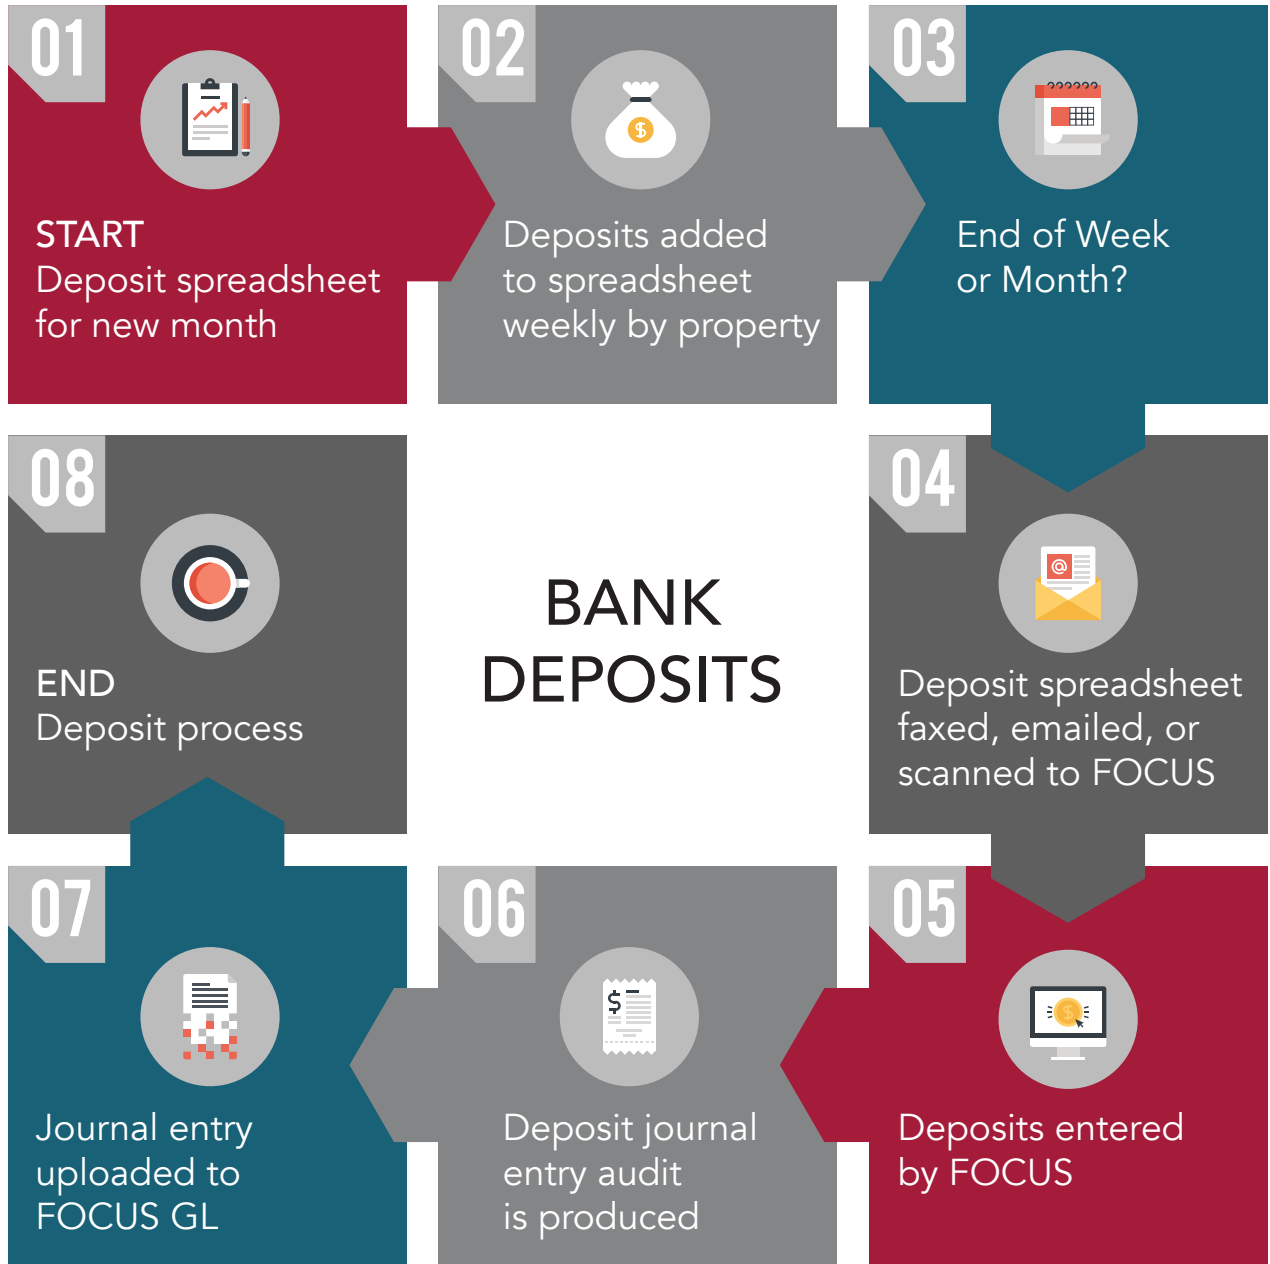 01
START
Deposit spreadsheet
for new month
02
$
Deposits added
to spreadsheet
weekly by property
03
End of Week
or Month?
04
@
Deposit spreadsheet
faxed, emailed, or
scanned to FOCUS
05
$
Deposits entered
by FOCUS
06
$
Deposit journal
entry audit
is produced
07
Journal entry
uploaded to
FOCUS GL
08
END
Deposit process
BANK
DEPOSITS